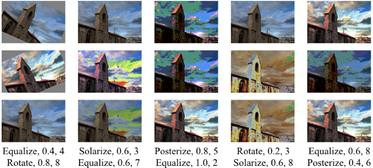 Equalize, 0.4, 4 Solarize, 0.6, 3 Posterize, 0.8, 5 Rotate, 0.2, 3 Equalize, 0.6, 8
Rotate, 0.8, 8 Equalize, 0.6, 7 Equalize, 1.0, 2 Solarize, 0.6, 8 Posterize, 0.4, 6